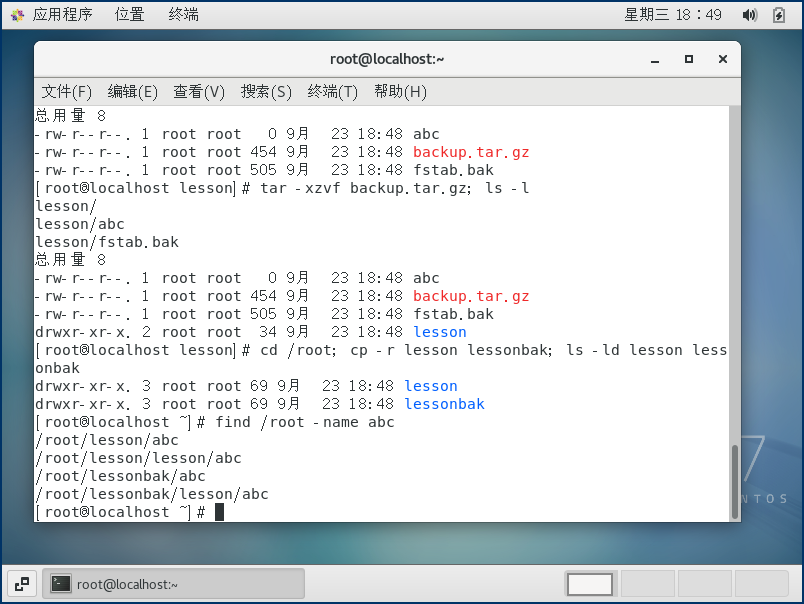 应用程序 位置 终端 星期三 18：49
root@localhost:~
文件(F) 编辑(E) 查看(V) 搜索(S) 终端(T) 帮助(H)
总用量 8
-rw-r--r--. 1 root root   0 9月  23 18:48 abc
-rw-r--r--. 1 root root 454 9月  23 18:48 backup.tar.gz
-rw-r--r--. 1 root root 505 9月  23 18:48 fstab.bak
[root@localhost lesson]# tar -xzvf backup.tar.gz; ls -l
lesson/
lesson/abc
lesson/fstab.bak
总用量 8
-rw-r--r--. 1 root root   0 9月  23 18:48 abc
-rw-r--r--. 1 root root 454 9月  23 18:48 backup.tar.gz
-rw-r--r--. 1 root root 505 9月  23 18:48 fstab.bak
drwxr-xr-x. 2 root root  34 9月  23 18:48 lesson
[root@localhost lesson]# cd /root; cp -r lesson lessonbak; ls -ld lesson less
onbak
drwxr-xr-x. 3 root root 69 9月  23 18:48 lesson
drwxr-xr-x. 3 root root 69 9月  23 18:48 lessonbak
[root@localhost ~]# find /root -name abc
/root/lesson/abc
/root/lesson/lesson/abc
/root/lessonbak/abc
/root/lessonbak/lesson/abc
[root@localhost ~]#
7
NTOS
root@localhost:~